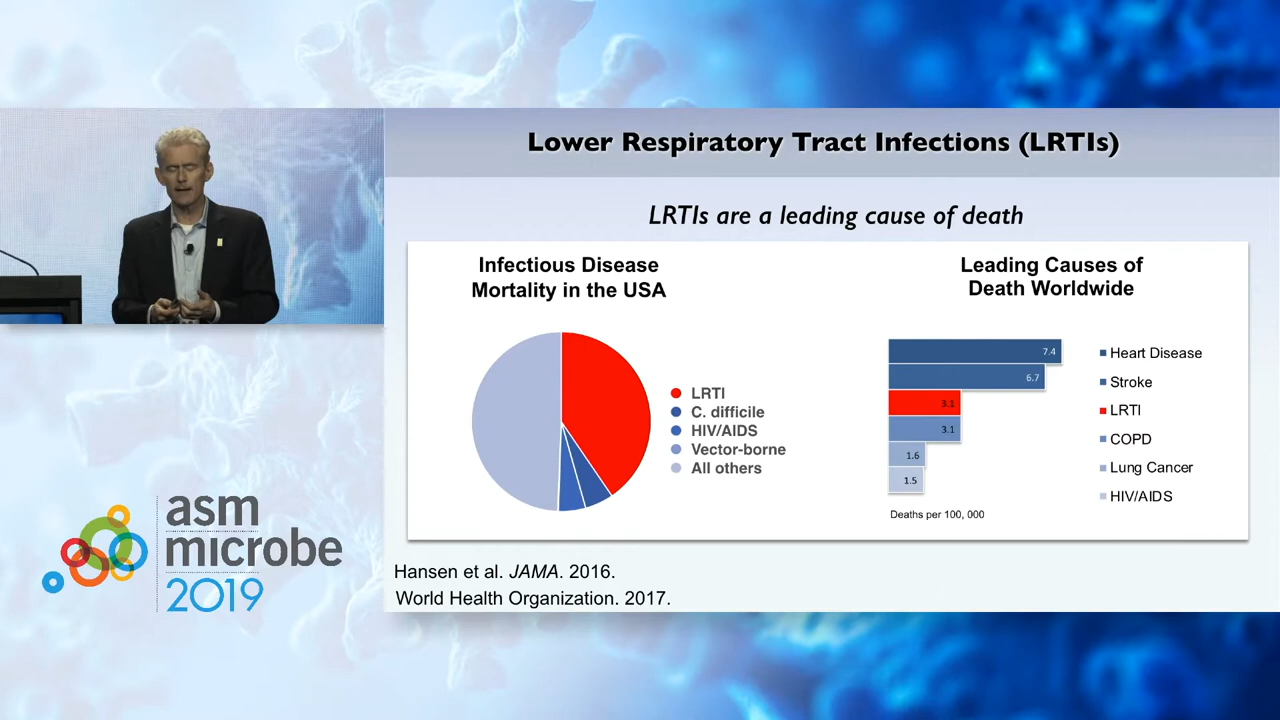 Lower Respiratory Tract Infections (LRTIs)
LRTIs are a leading cause of death
Infectious Disease
Mortality in the USA
LRTI
C. difficile
HIV/AIDS
Vector-borne
All others
Leading Causes of
Death Worldwide
7.4
6.7
3.1
3.1
1.6
1.5
Heart Disease
Stroke
LRTI
COPD
Lung Cancer
HIV/AIDS
Deaths per 100, 000
Hansen et al. JAMA. 2016.
World Health Organization. 2017.
asm
microbe
2019